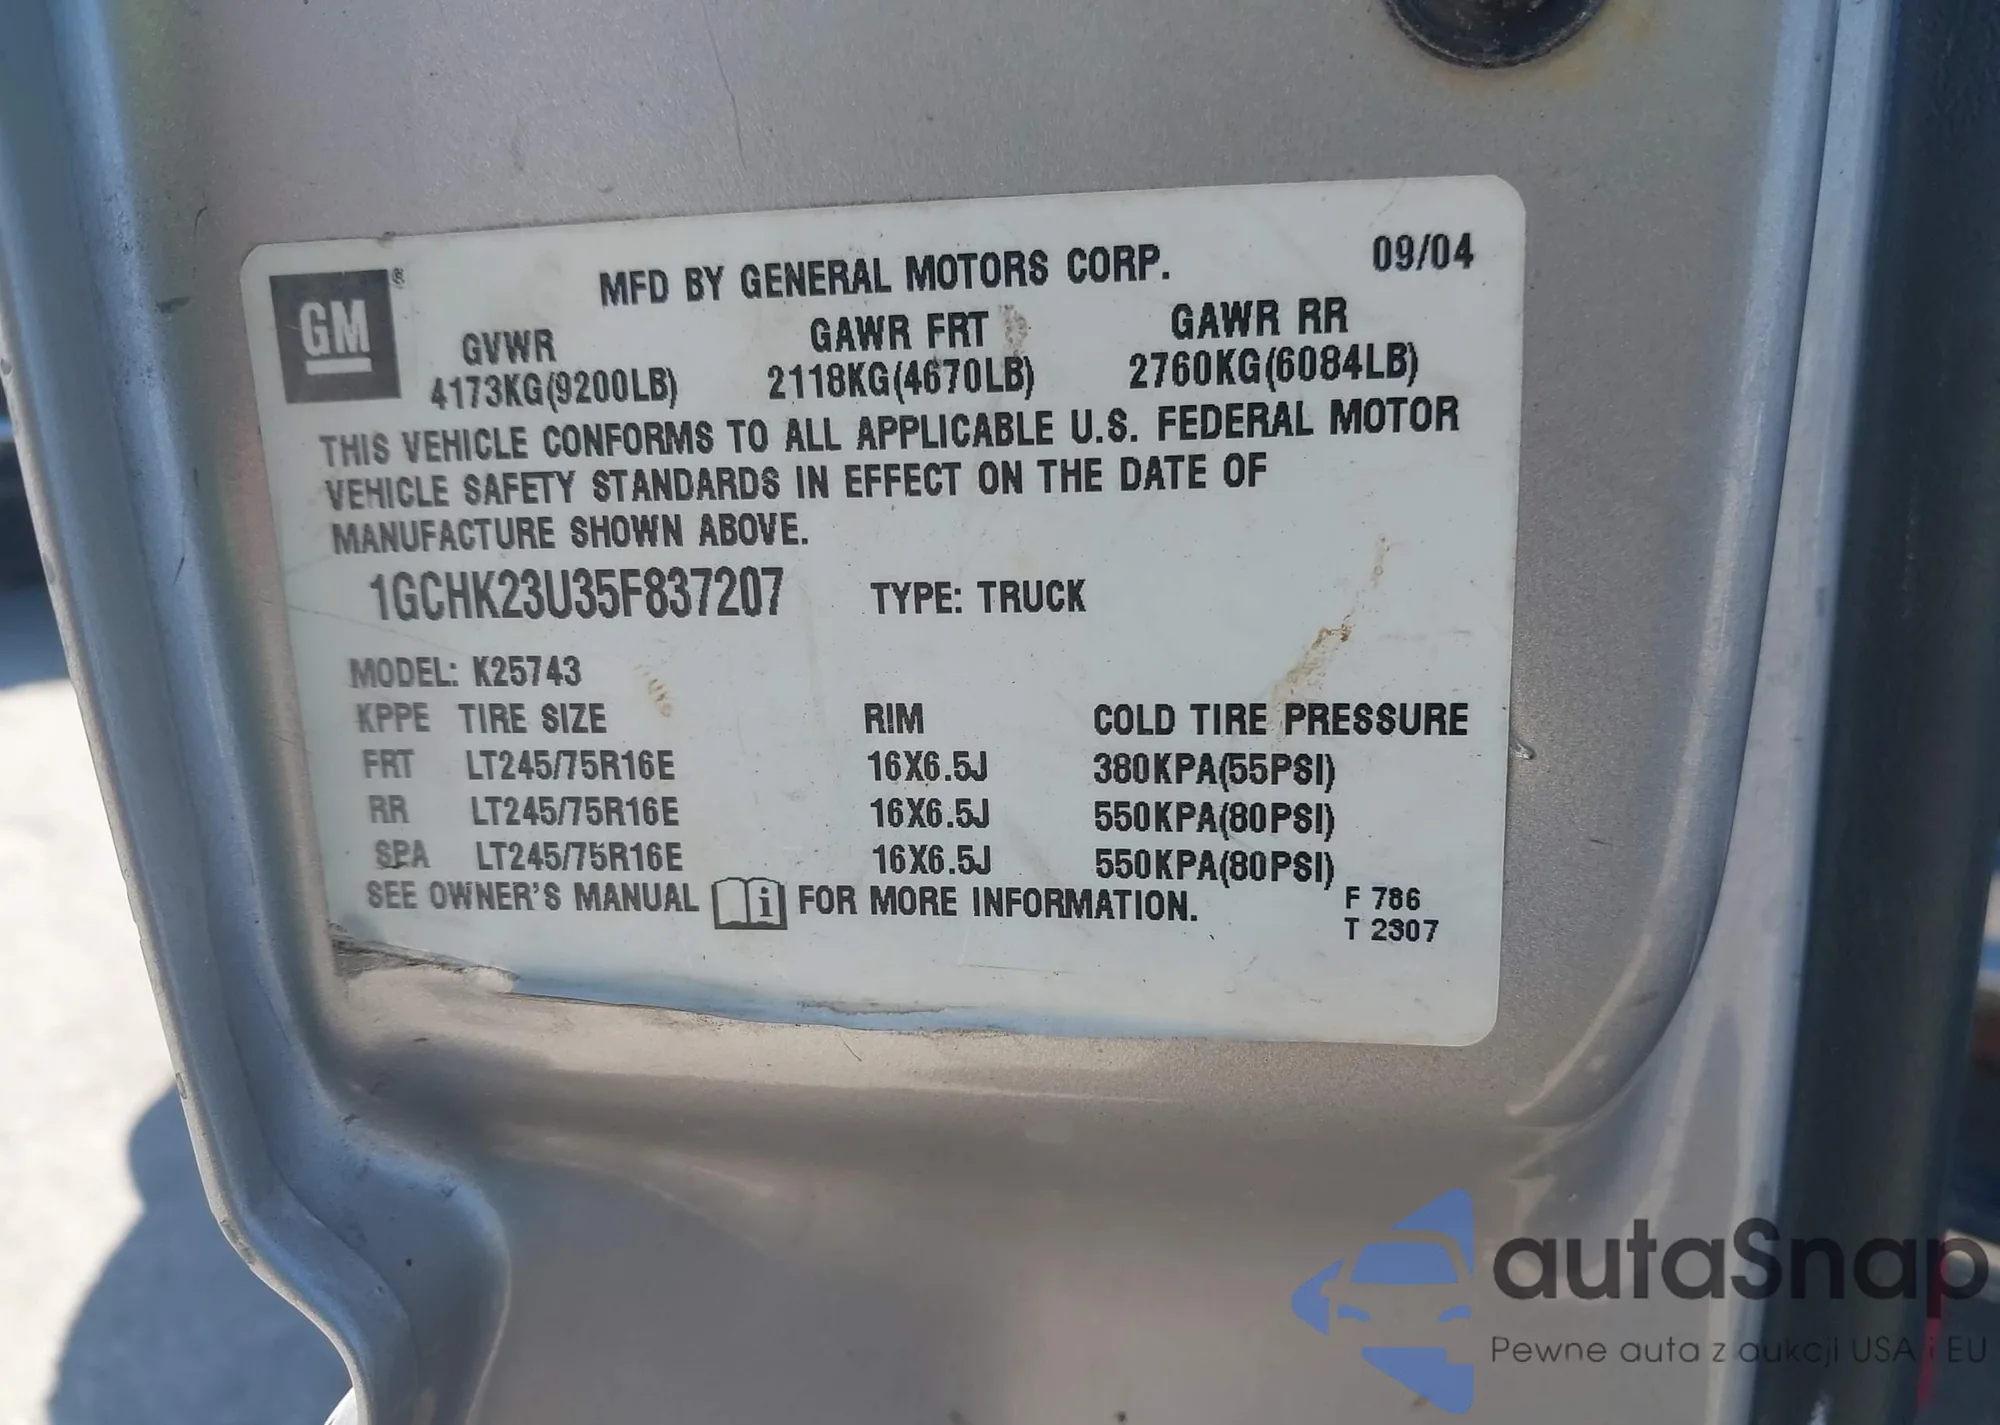 GM®
MFD BY GENERAL MOTORS CORP. 09/04
GVWR GAWR FRT GAWR RR
4173KG(9200LB) 2118KG(4670LB) 2760KG(6084LB)
THIS VEHICLE CONFORMS TO ALL APPLICABLE U.S. FEDERAL MOTOR
VEHICLE SAFETY STANDARDS IN EFFECT ON THE DATE OF
MANUFACTURE SHOWN ABOVE.
1GCHK23U35F837207 TYPE: TRUCK
MODEL: K25743
KPPE TIRE SIZE RIM COLD TIRE PRESSURE
FRT LT245/75R16E 16X6.5J 380KPA(55PSI)
RR LT245/75R16E 16X6.5J 550KPA(80PSI)
SPA LT245/75R16E 16X6.5J 550KPA(80PSI)
SEE OWNER'S MANUAL i FOR MORE INFORMATION.
F 786
T 2307
autaSnap
Pewne auta z aukcji USA i EU